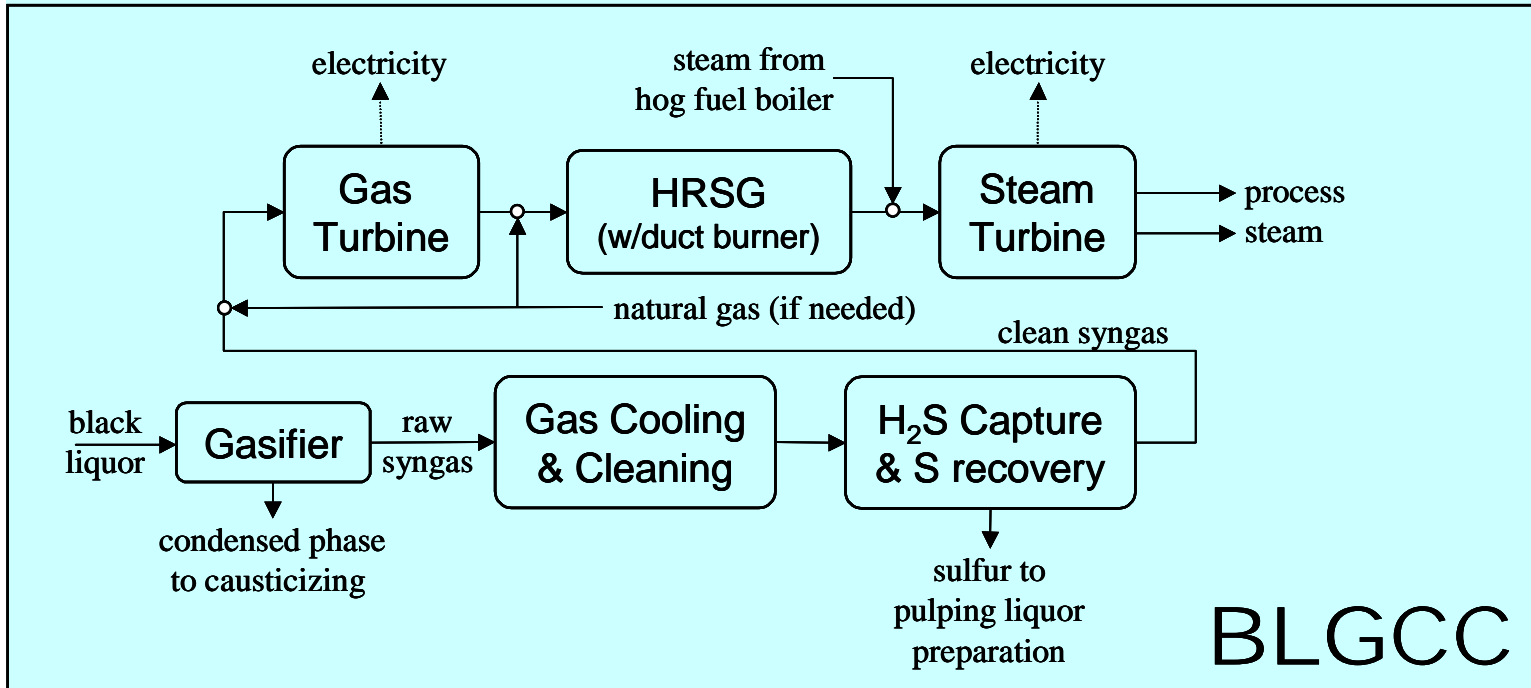 electricity
steam from
hog fuel boiler
electricity
Gas
Turbine
HRSG
(w/duct burner)
Steam
Turbine
process
steam
natural gas (if needed)
clean syngas
black
liquor
Gasifier
raw
syngas
Gas Cooling
& Cleaning
H₂S Capture
& S recovery
condensed phase
to causticizing
sulfur to
pulping liquor
preparation
BLGCC